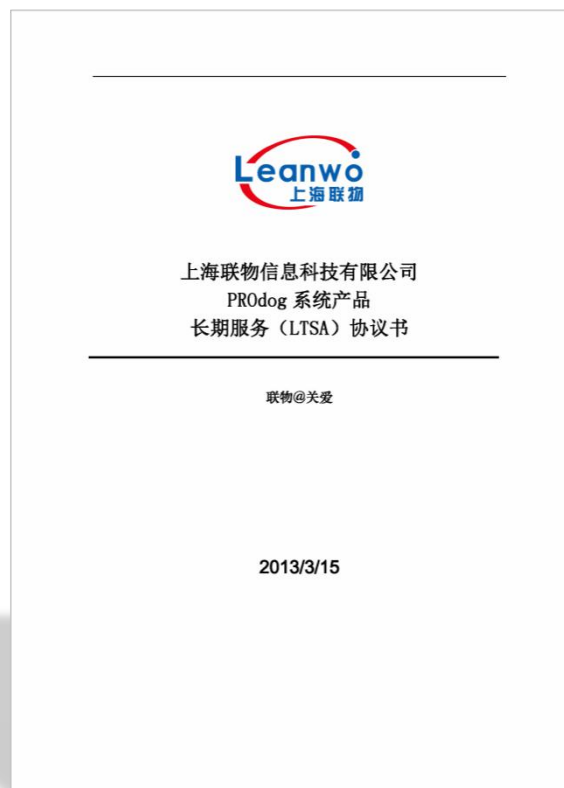 Leanwo
上海联物
上海联物信息科技有限公司
PROdog 系统产品
长期服务（LTSA）协议书
联物@关爱
2013/3/15